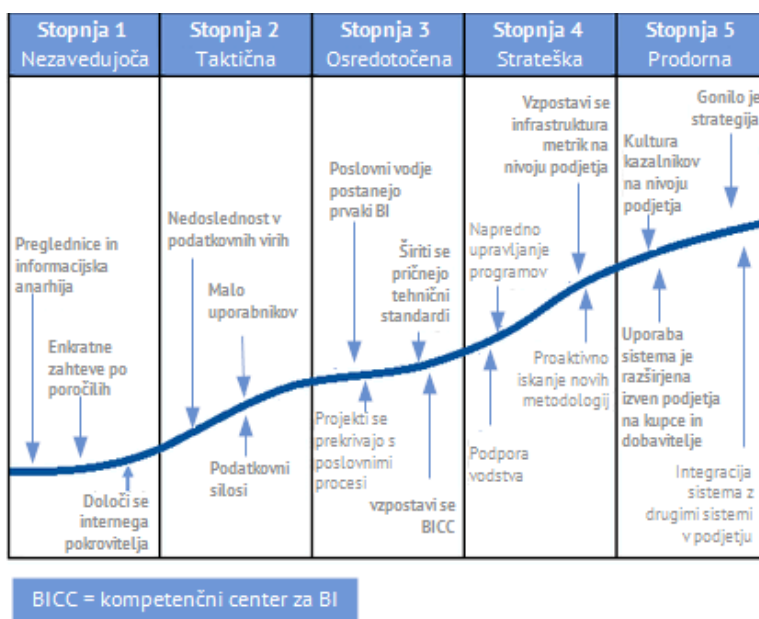 Stopnja 1
Nezavedujoča
Stopnja 2
Taktična
Stopnja 3
Osredotočena
Stopnja 4
Strateška
Stopnja 5
Prodorna
Preglednice in
informacijska
anarhija
Enkratne
zahteve po
poročilih
Določi se
internega
pokrovitelja
Nedoslednost v
podatkovnih virih
Malo
uporabnikov
Podatkovni
silosi
Poslovni vodje
postanejo
prvaki BI
Širiti se
pričnejo
tehnični
standardi
Projekti se
prekrivajo s
poslovnimi
procesi
vzpostavi se
BICC
Vzpostavi se
infrastruktura
metrik na
nivoju podjetja
Napredno
upravljanje
programov
Proaktivno
iskanje novih
metodologij
Podpora
vodstva
Gonilo je
strategija
Kultura
kazalnikov
na nivoju
podjetja
Uporaba
sistema je
razširjena
izven podjetja
na kupce in
dobavitelje
Integracija
sistema z
drugimi sistemi
v podjetju
BICC = kompetenčni center za BI